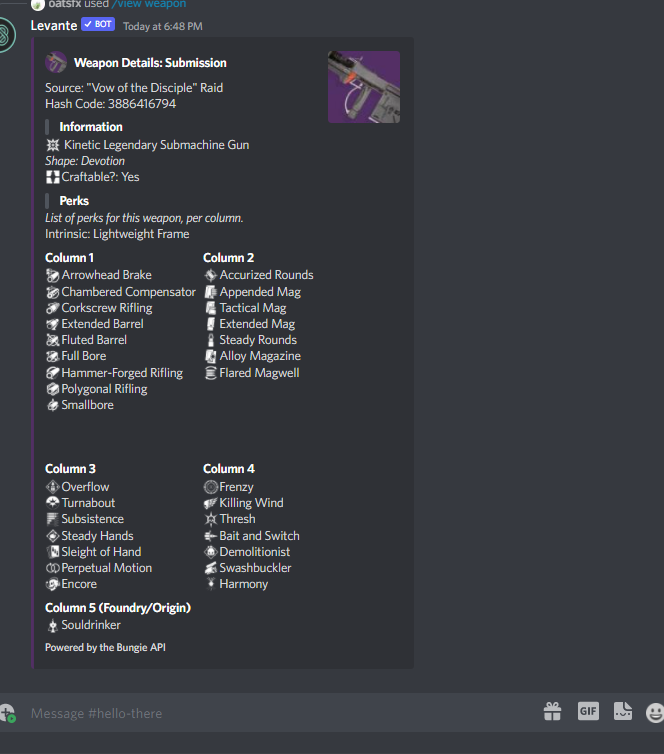 oatsfx used /view weapon
Levante BOT Today at 6:48 PM
Weapon Details: Submission
Source: "Vow of the Disciple" Raid
Hash Code: 3886416794
Information
Kinetic Legendary Submachine Gun
Shape: Devotion
Craftable?: Yes
Perks
List of perks for this weapon, per column.
Intrinsic: Lightweight Frame
Column 1
Arrowhead Brake
Chambered Compensator
Corkscrew Rifling
Extended Barrel
Fluted Barrel
Full Bore
Hammer-Forged Rifling
Polygonal Rifling
Smallbore
Column 2
Accurized Rounds
Appended Mag
Tactical Mag
Extended Mag
Steady Rounds
Alloy Magazine
Flared Magwell
Column 3
Overflow
Turnabout
Subsistence
Steady Hands
Sleight of Hand
Perpetual Motion
Encore
Column 4
Frenzy
Killing Wind
Thresh
Bait and Switch
Demolitionist
Swashbuckler
Harmony
Column 5 (Foundry/Origin)
Souldrinker
Powered by the Bungie API
Message #hello-there
GIF